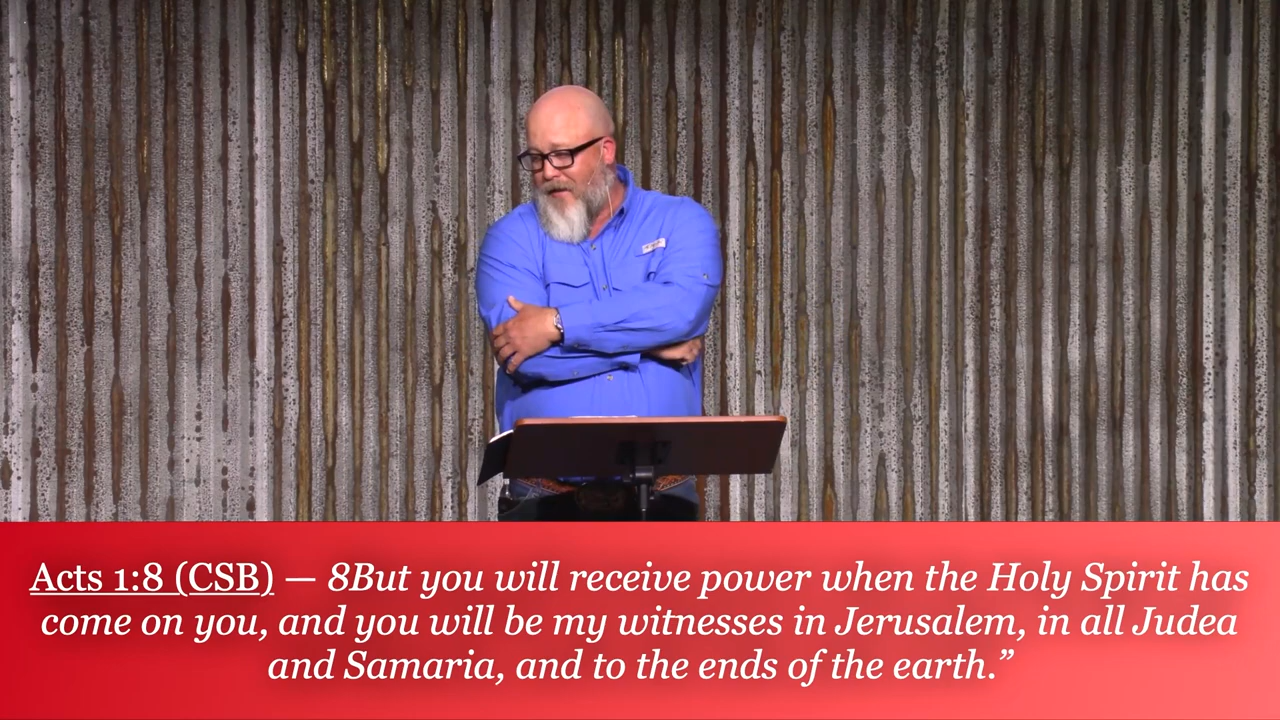 Acts 1:8 (CSB) — 8But you will receive power when the Holy Spirit has
come on you, and you will be my witnesses in Jerusalem, in all Judea
and Samaria, and to the ends of the earth.”